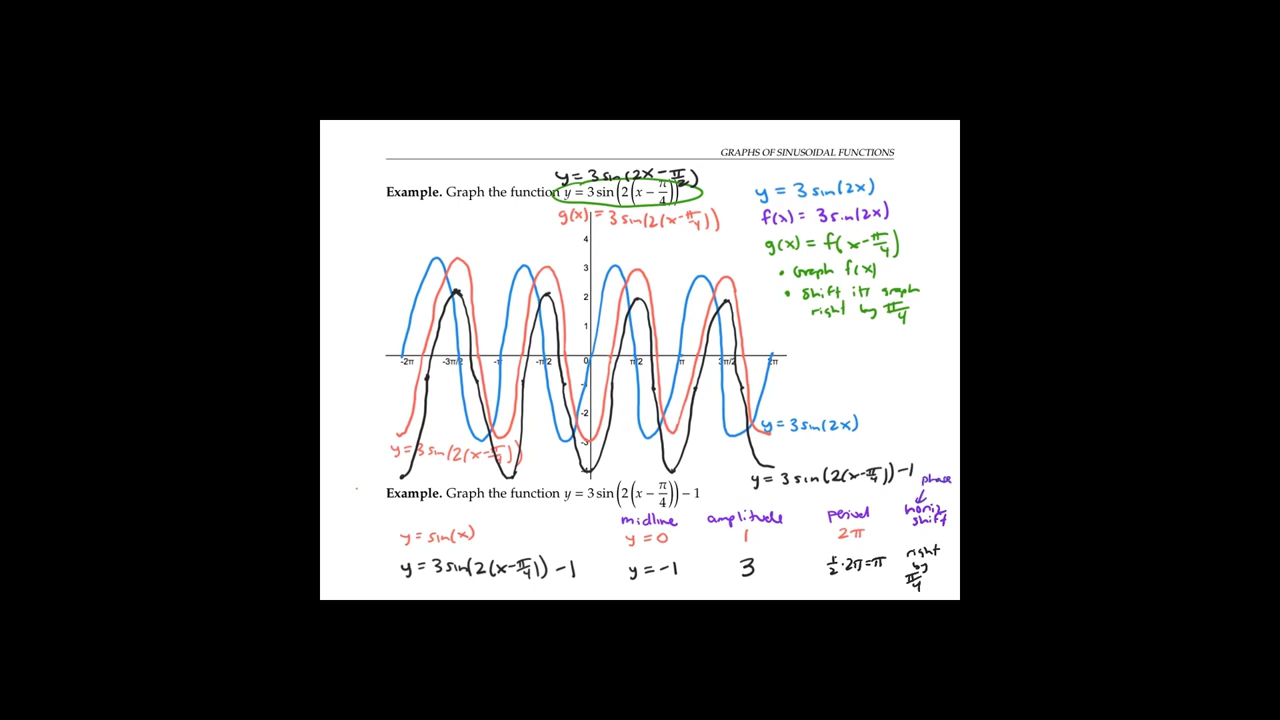 GRAPHS OF SINUSOIDAL FUNCTIONS
y = 3 sin(2x - π/2)
Example. Graph the function y = 3 sin(2(x − π/4))
g(x) = 3 sin(2(x-π/4))
y = 3 sin(2x)
f(x) = 3 sin(2x)
g(x) = f(x-π/4)
• Graph f(x)
• shift its graph
right by π/4
4
3
2
1
-2π -3π/2 -π -π/2 0 π/2 π 3π/2 2π
-1
-2
-3
-4
y = 3 sin(2x)
y = 3 sin(2(x-π/4))
y = 3 sin(2(x-π/4)) -1
Example. Graph the function y = 3 sin(2(x − π/4)) − 1
phase
horiz
shift
midline amplitude period
y = sin(x) y = 0 1 2π
y = 3 sin(2(x-π/4)) -1 y = -1 3 1/2 · 2π = π
right
by
π/4